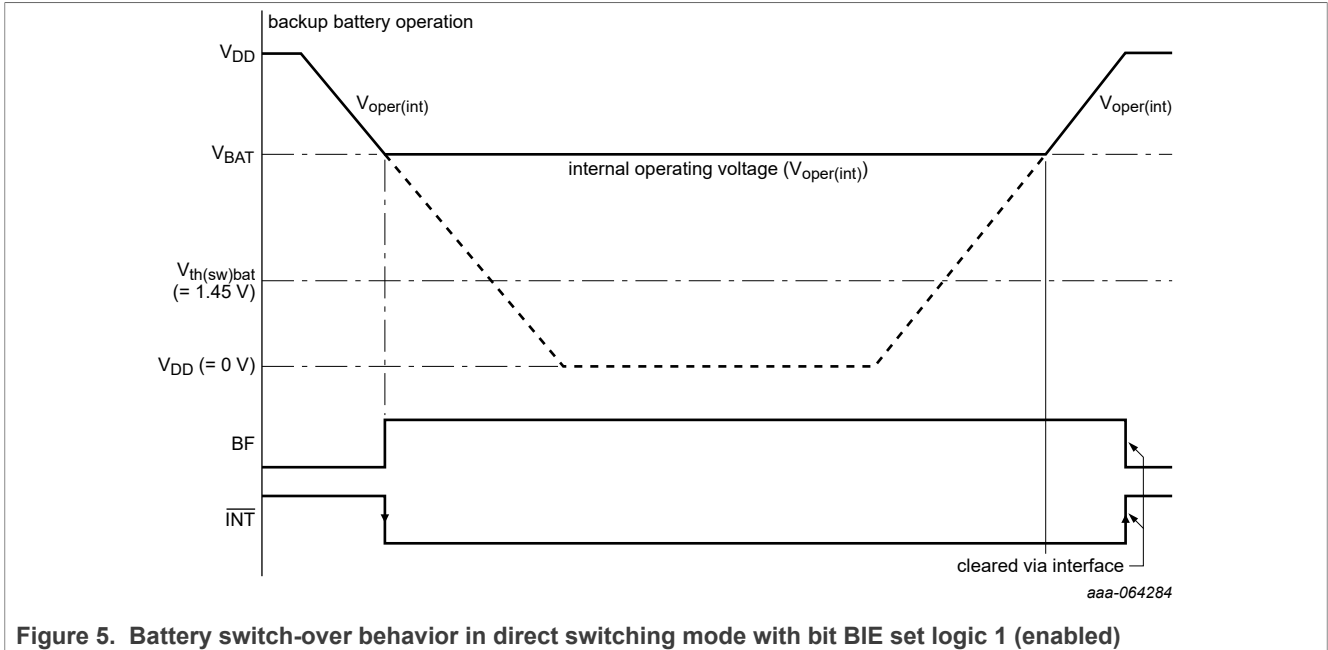 backup battery operation
VDD
Voper(int)
Voper(int)
VBAT
internal operating voltage (Voper(int))
Vth(sw)bat
(= 1.45 V)
VDD (= 0 V)
BF
INT
cleared via interface
aaa-064284
Figure 5. Battery switch-over behavior in direct switching mode with bit BIE set logic 1 (enabled)